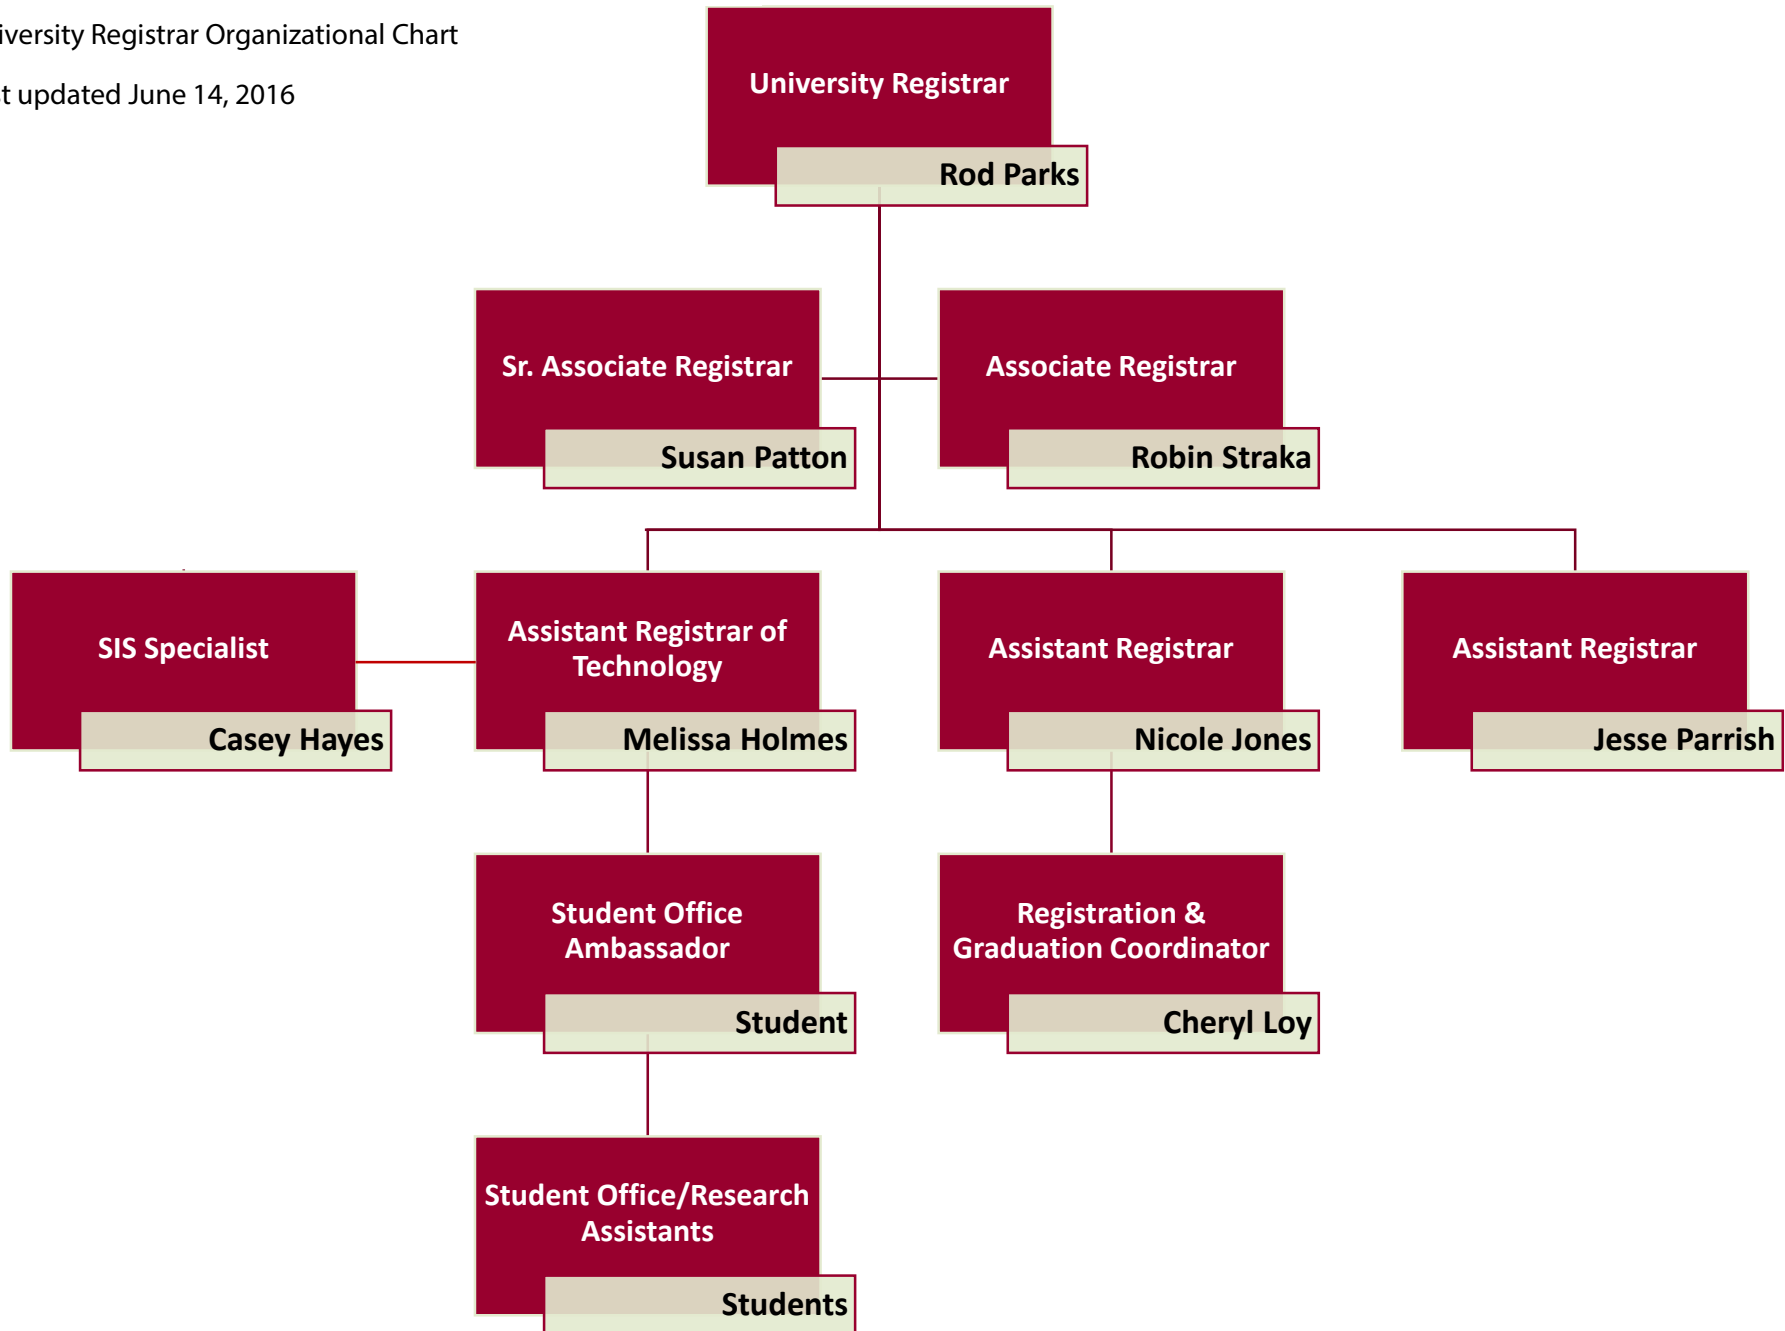 iversity Registrar Organizational Chart
t updated June 14, 2016
University Registrar
Rod Parks
Sr. Associate Registrar
Susan Patton
Associate Registrar
Robin Straka
SIS Specialist
Casey Hayes
Assistant Registrar of
Technology
Melissa Holmes
Assistant Registrar
Nicole Jones
Assistant Registrar
Jesse Parrish
Student Office
Ambassador
Student
Registration &
Graduation Coordinator
Cheryl Loy
Student Office/Research
Assistants
Students